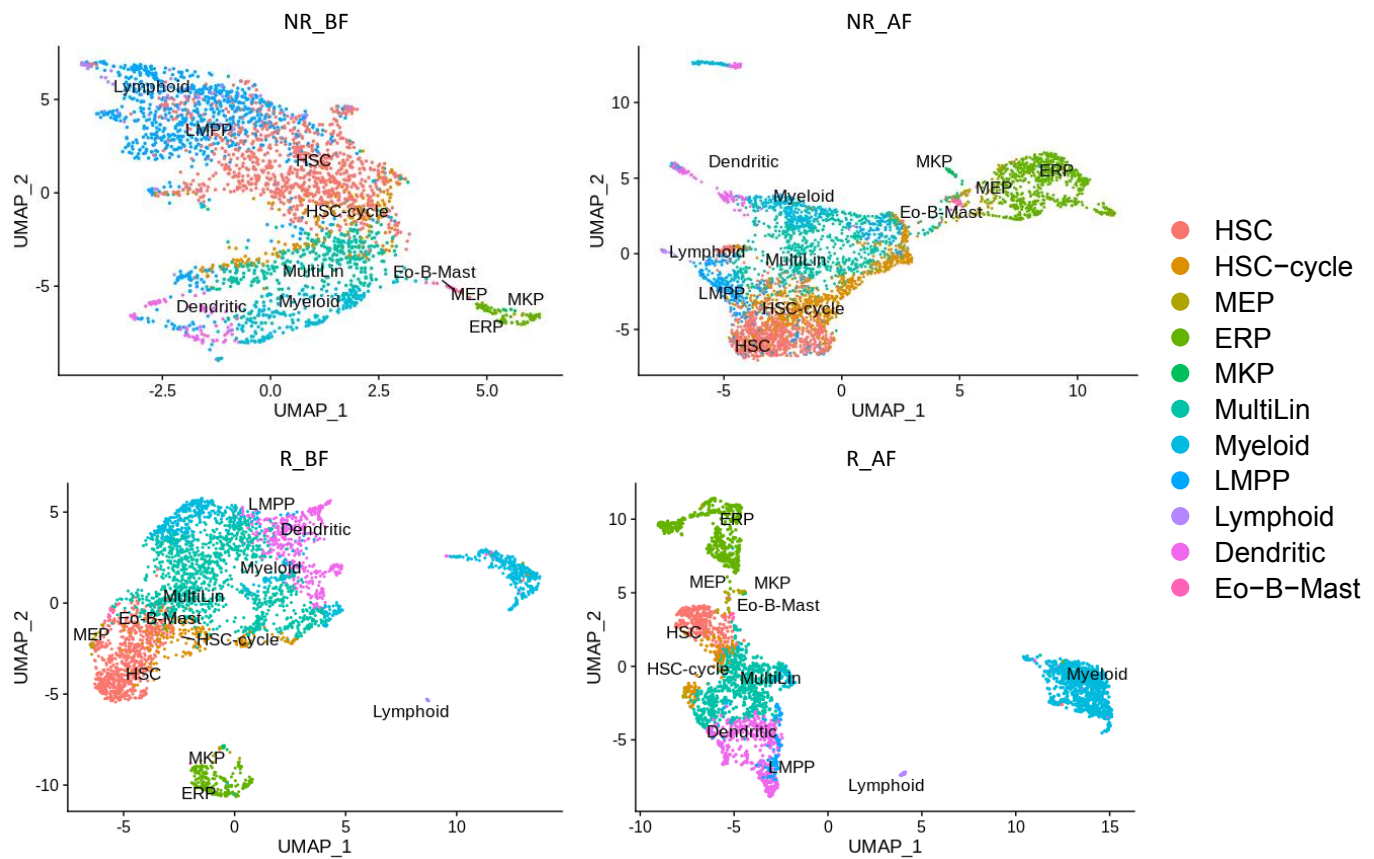 NR_BF
Lymphoid
LMPP
HSC
HSC-cycle
MultiLin
Eo-B-Mast
MEP
MKP
Dendritic
Myeloid
ERP
5
0
-5
UMAP_2
-2.5
0.0
2.5
5.0
UMAP_1
NR_AF
Dendritic
MKP
ERP
Myeloid
MEP
Eo-B-Mast
Lymphoid
MultiLin
LMPP
HSC-cycle
HSC
10
5
0
-5
UMAP_2
-5
0
5
10
UMAP_1
R_BF
LMPP
Dendritic
Myeloid
MultiLin
Eo-B-Mast
MEP
HSC-cycle
HSC
Lymphoid
MKP
ERP
5
0
-5
-10
UMAP_2
-5
0
5
10
UMAP_1
R_AF
ERP
MEP
MKP
Eo-B-Mast
HSC
HSC-cycle
MultiLin
Myeloid
Dendritic
LMPP
Lymphoid
10
5
0
-5
UMAP_2
-10
-5
0
5
10
15
UMAP_1
HSC
HSC−cycle
MEP
ERP
MKP
MultiLin
Myeloid
LMPP
Lymphoid
Dendritic
Eo−B−Mast